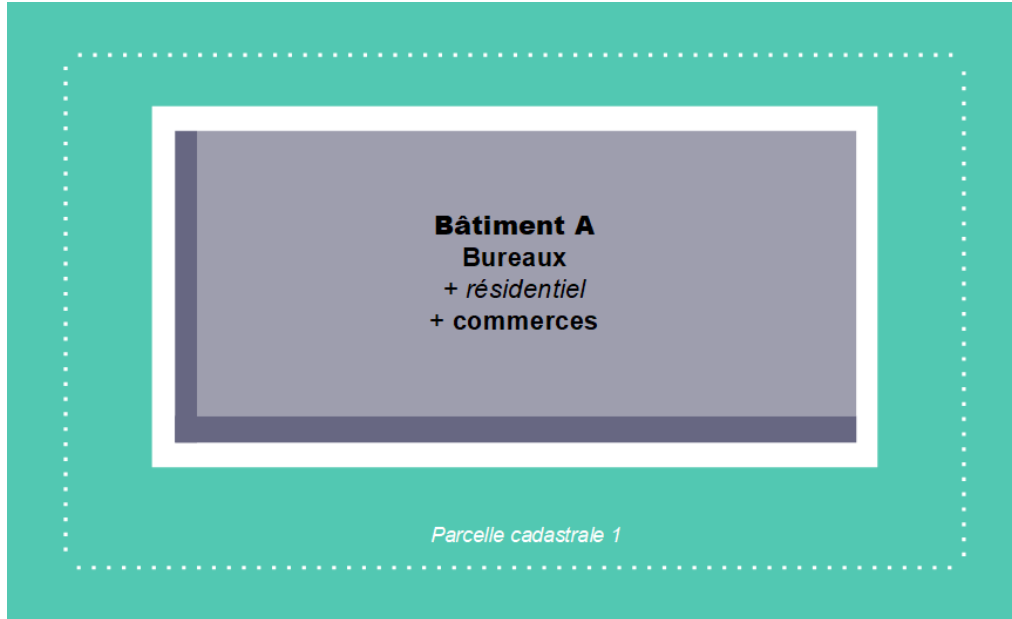 Bâtiment A
Bureaux
+ résidentiel
+ commerces
Parcelle cadastrale 1